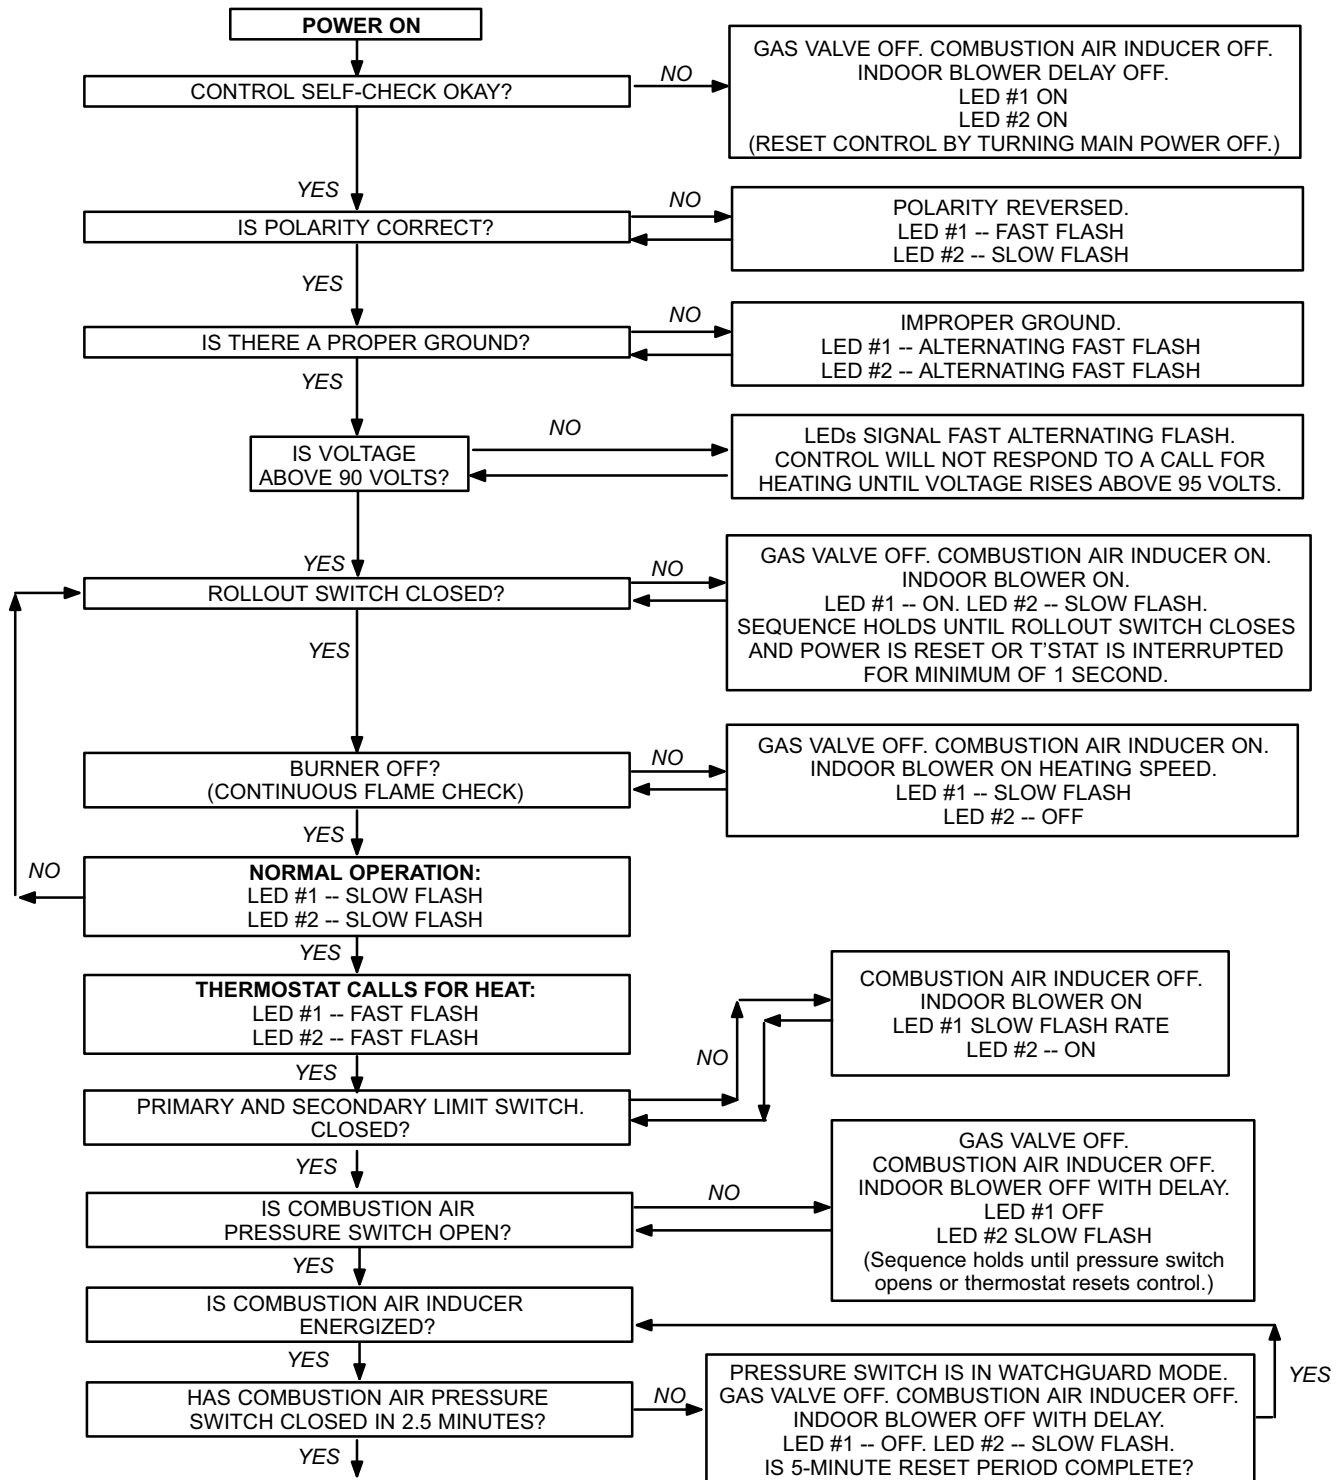 POWER ON
GAS VALVE OFF. COMBUSTION AIR INDUCER OFF.
INDOOR BLOWER DELAY OFF.
LED #1 ON
LED #2 ON
(RESET CONTROL BY TURNING MAIN POWER OFF.)
NO
CONTROL SELF-CHECK OKAY?
YES
NO
POLARITY REVERSED.
LED #1 -- FAST FLASH
LED #2 -- SLOW FLASH
IS POLARITY CORRECT?
YES
NO
IMPROPER GROUND.
LED #1 -- ALTERNATING FAST FLASH
LED #2 -- ALTERNATING FAST FLASH
IS THERE A PROPER GROUND?
YES
NO
IS VOLTAGE
ABOVE 90 VOLTS?
LEDs SIGNAL FAST ALTERNATING FLASH.
CONTROL WILL NOT RESPOND TO A CALL FOR
HEATING UNTIL VOLTAGE RISES ABOVE 95 VOLTS.
YES
ROLLOUT SWITCH CLOSED?
NO
GAS VALVE OFF. COMBUSTION AIR INDUCER ON.
INDOOR BLOWER ON.
LED #1 -- ON. LED #2 -- SLOW FLASH.
SEQUENCE HOLDS UNTIL ROLLOUT SWITCH CLOSES
AND POWER IS RESET OR T'STAT IS INTERRUPTED
FOR MINIMUM OF 1 SECOND.
YES
BURNER OFF?
(CONTINUOUS FLAME CHECK)
NO
GAS VALVE OFF. COMBUSTION AIR INDUCER ON.
INDOOR BLOWER ON HEATING SPEED.
LED #1 -- SLOW FLASH
LED #2 -- OFF
YES
NO
NORMAL OPERATION:
LED #1 -- SLOW FLASH
LED #2 -- SLOW FLASH
YES
THERMOSTAT CALLS FOR HEAT:
LED #1 -- FAST FLASH
LED #2 -- FAST FLASH
COMBUSTION AIR INDUCER OFF.
INDOOR BLOWER ON
LED #1 SLOW FLASH RATE
LED #2 -- ON
NO
YES
PRIMARY AND SECONDARY LIMIT SWITCH.
CLOSED?
YES
IS COMBUSTION AIR
PRESSURE SWITCH OPEN?
NO
GAS VALVE OFF.
COMBUSTION AIR INDUCER OFF.
INDOOR BLOWER OFF WITH DELAY.
LED #1 OFF
LED #2 SLOW FLASH
(Sequence holds until pressure switch
opens or thermostat resets control.)
YES
IS COMBUSTION AIR INDUCER
ENERGIZED?
YES
HAS COMBUSTION AIR PRESSURE
SWITCH CLOSED IN 2.5 MINUTES?
NO
PRESSURE SWITCH IS IN WATCHGUARD MODE.
GAS VALVE OFF. COMBUSTION AIR INDUCER OFF.
INDOOR BLOWER OFF WITH DELAY.
LED #1 -- OFF. LED #2 -- SLOW FLASH.
IS 5-MINUTE RESET PERIOD COMPLETE?
YES
YES